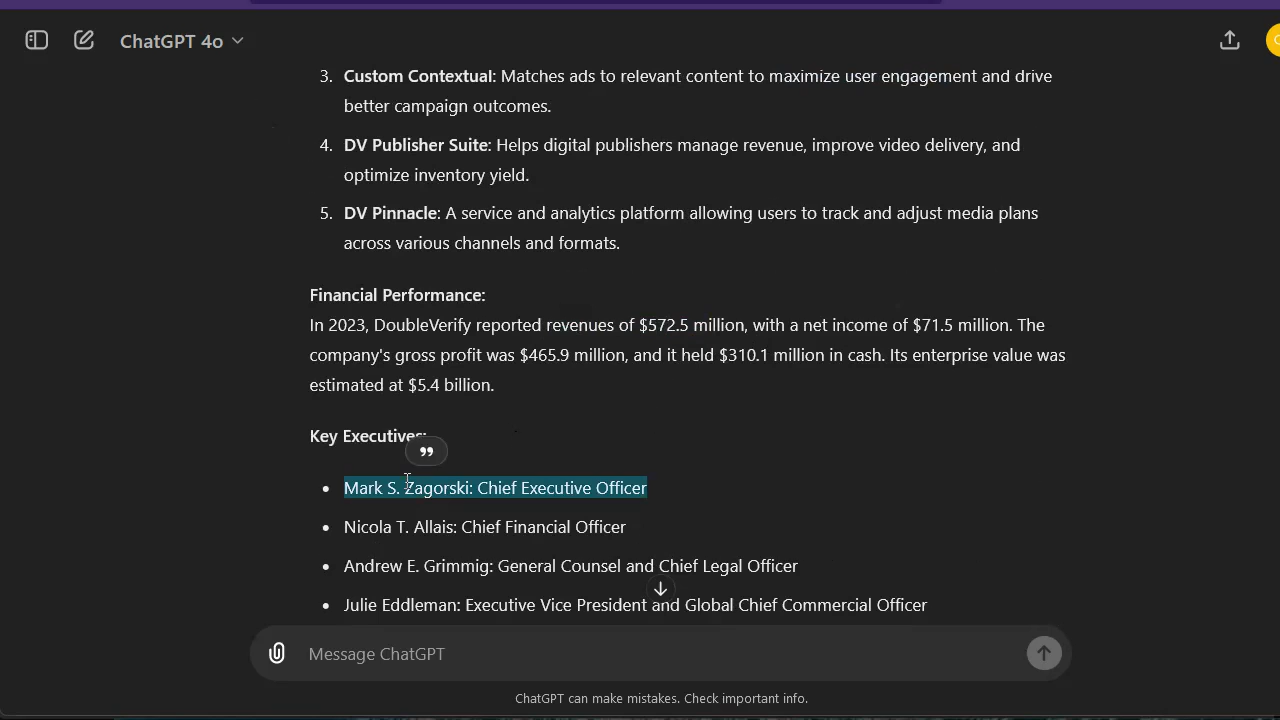 ChatGPT 4o
3. Custom Contextual: Matches ads to relevant content to maximize user engagement and drive
better campaign outcomes.
4. DV Publisher Suite: Helps digital publishers manage revenue, improve video delivery, and
optimize inventory yield.
5. DV Pinnacle: A service and analytics platform allowing users to track and adjust media plans
across various channels and formats.
Financial Performance:
In 2023, DoubleVerify reported revenues of $572.5 million, with a net income of $71.5 million. The
company's gross profit was $465.9 million, and it held $310.1 million in cash. Its enterprise value was
estimated at $5.4 billion.
Key Executives:
• Mark S. Zagorski: Chief Executive Officer
• Nicola T. Allais: Chief Financial Officer
• Andrew E. Grimmig: General Counsel and Chief Legal Officer
• Julie Eddleman: Executive Vice President and Global Chief Commercial Officer
Message ChatGPT
ChatGPT can make mistakes. Check important info.